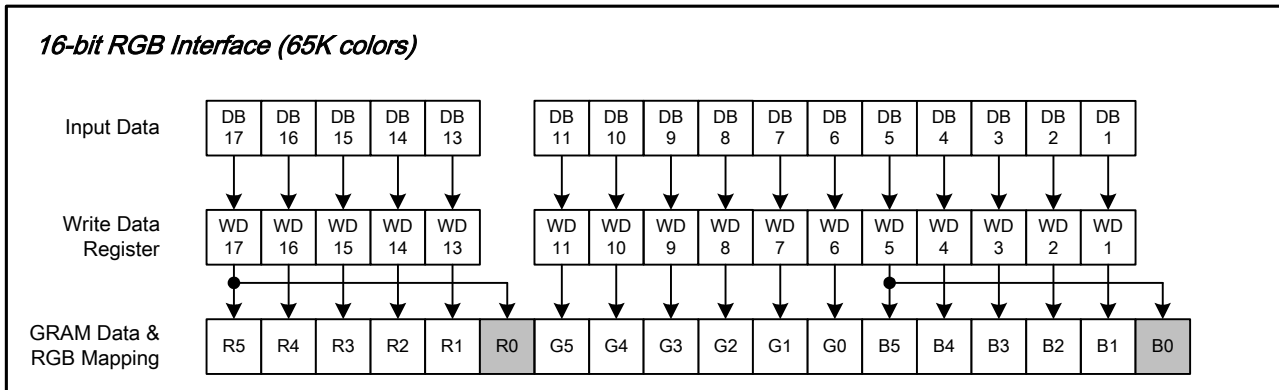 16-bit RGB Interface (65K colors)
Input Data
DB 17 DB 16 DB 15 DB 14 DB 13 DB 11 DB 10 DB 9 DB 8 DB 7 DB 6 DB 5 DB 4 DB 3 DB 2 DB 1
Write Data
Register
WD 17 WD 16 WD 15 WD 14 WD 13 WD 11 WD 10 WD 9 WD 8 WD 7 WD 6 WD 5 WD 4 WD 3 WD 2 WD 1
GRAM Data &
RGB Mapping
R5 R4 R3 R2 R1 R0 G5 G4 G3 G2 G1 G0 B5 B4 B3 B2 B1 B0